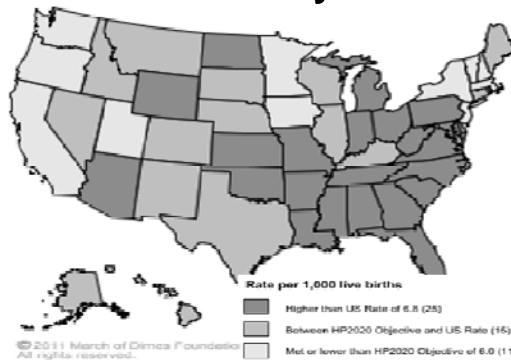 Rate per 1,000 live births
Higher than US Rate of 6.8 (25)
Between HP2020 Objective and US Rate (15)
Met or lower than HP2020 Objective of 6.0 (11
© 2011 March of Dimes Foundation
All rights reserved.